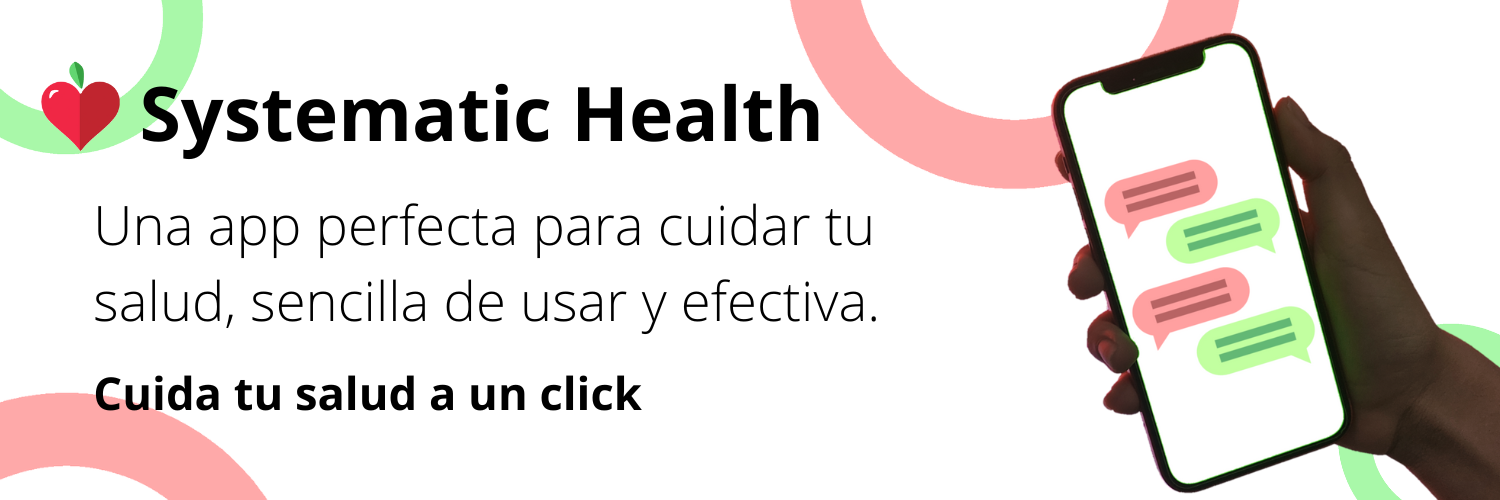 Systematic Health
Una app perfecta para cuidar tu
salud, sencilla de usar y efectiva.
Cuida tu salud a un click